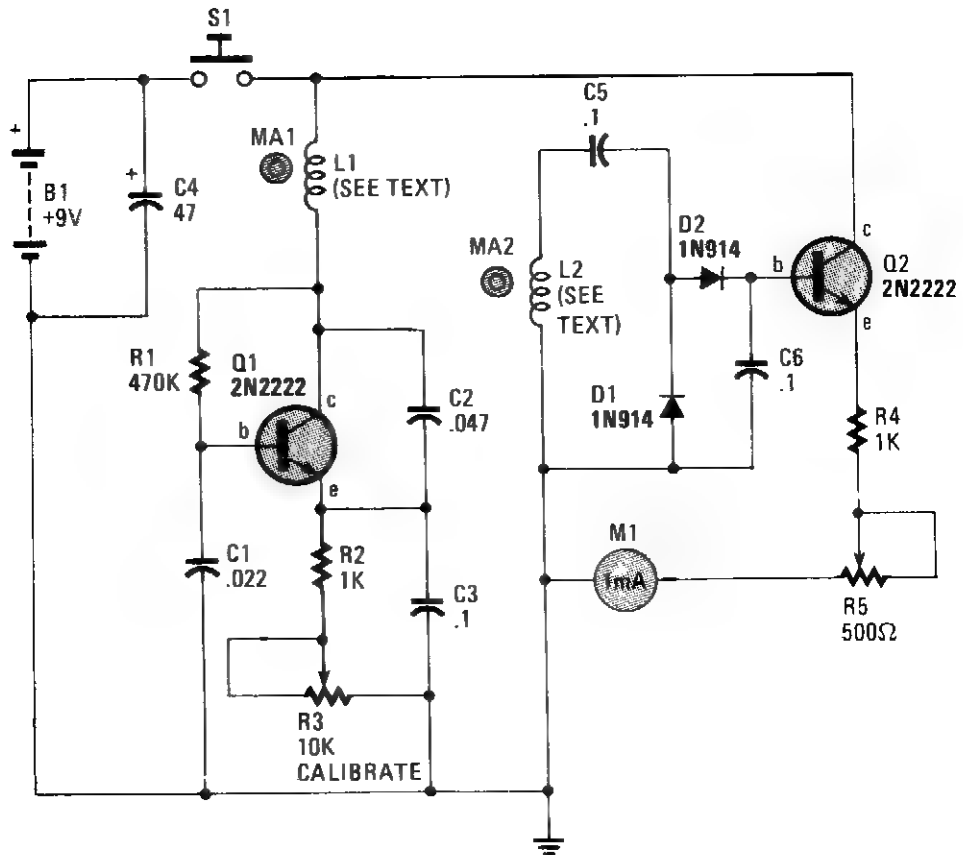 S1
+
B1
+9V
+
C4
47
MA1
L1
(SEE TEXT)
C5
.1
MA2
L2
(SEE
TEXT)
D2
1N914
b
c
e
Q2
2N2222
R1
470K
Q1
2N2222
b
c
e
C2
.047
D1
1N914
C6
.1
R4
1K
C1
.022
R2
1K
C3
.1
M1
1mA
R5
500Ω
R3
10K
CALIBRATE